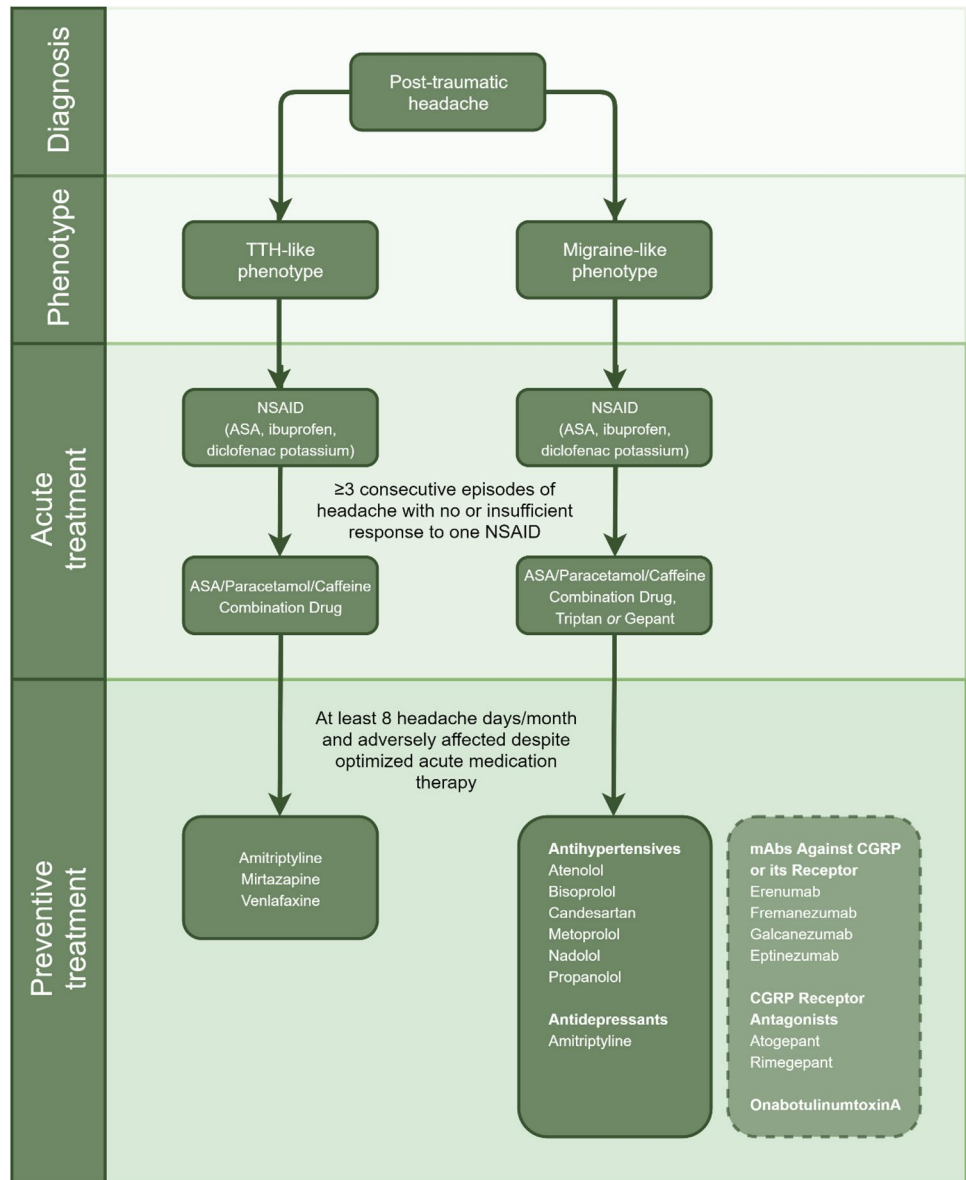 Diagnosis
Post-traumatic
headache
Phenotype
TTH-like
phenotype
Migraine-like
phenotype
Acute
treatment
NSAID
(ASA, ibuprofen,
diclofenac potassium)
NSAID
(ASA, ibuprofen,
diclofenac potassium)
≥3 consecutive episodes of
headache with no or insufficient
response to one NSAID
ASA/Paracetamol/Caffeine
Combination Drug
ASA/Paracetamol/Caffeine
Combination Drug,
Triptan or Gepant
Preventive
treatment
At least 8 headache days/month
and adversely affected despite
optimized acute medication
therapy
Amitriptyline
Mirtazapine
Venlafaxine
Antihypertensives
Atenolol
Bisoprolol
Candesartan
Metoprolol
Nadolol
Propanolol
Antidepressants
Amitriptyline
mAbs Against CGRP
or its Receptor
Erenumab
Fremanezumab
Galcanezumab
Eptinezumab
CGRP Receptor
Antagonists
Atogepant
Rimegepant
OnabotulinumtoxinA